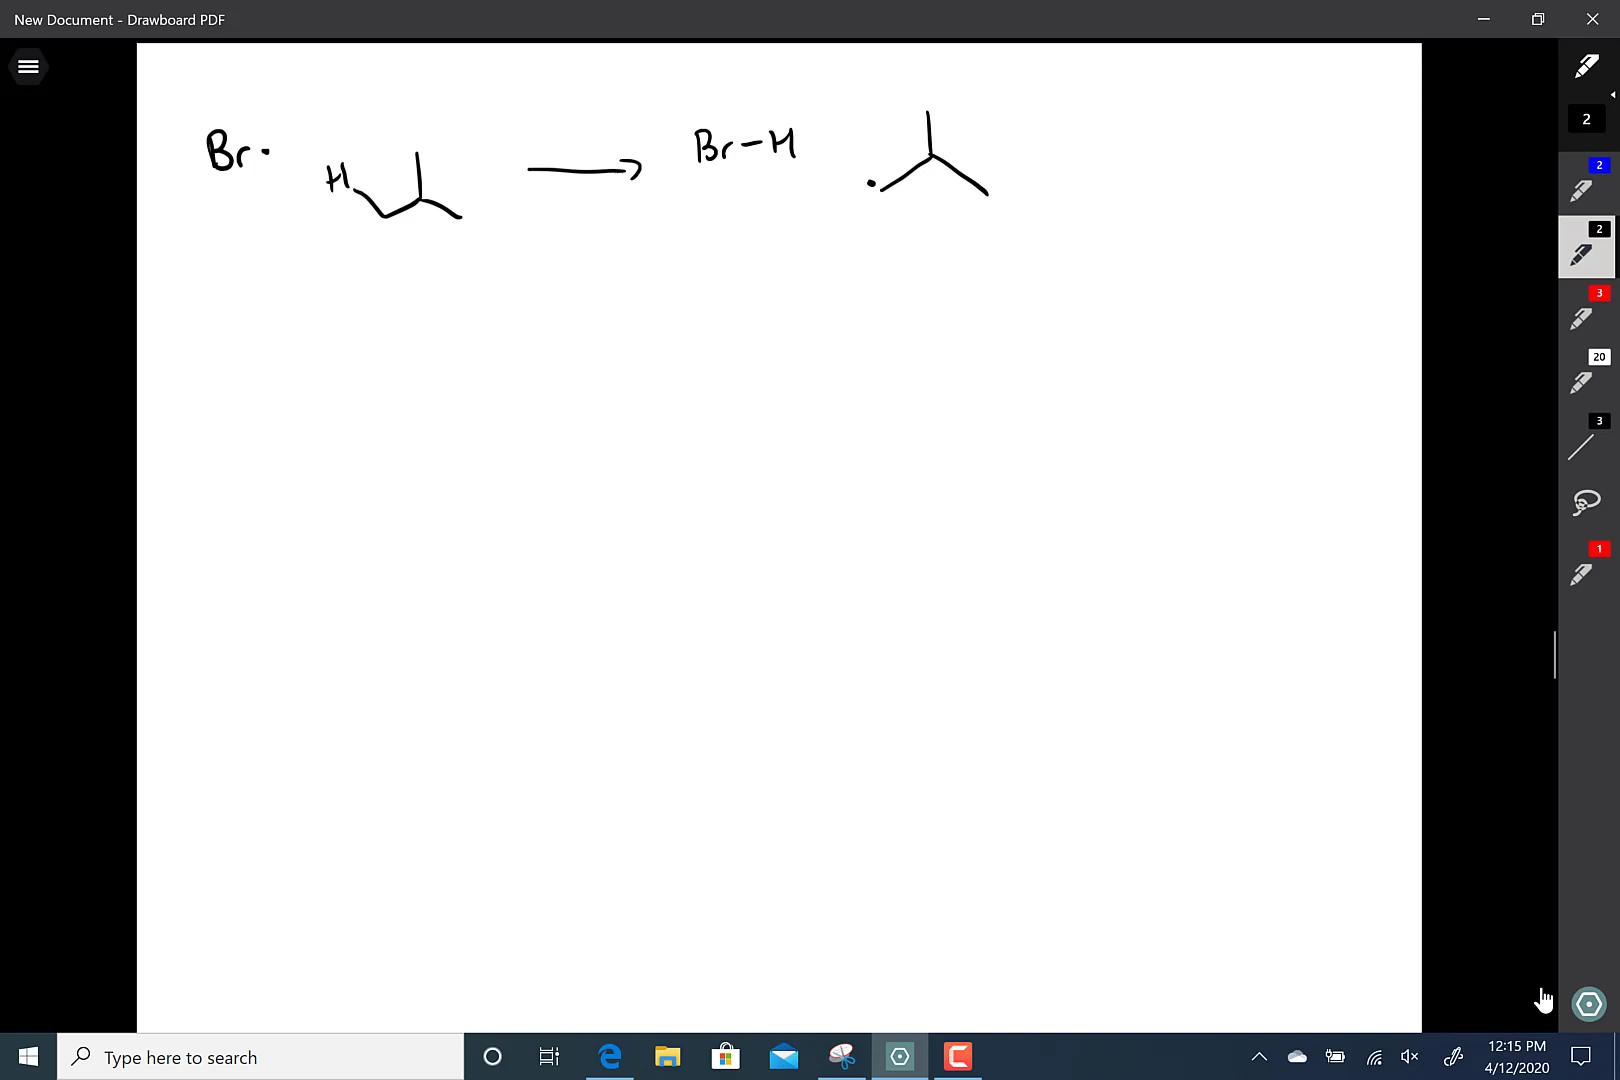 New Document - Drawboard PDF
Br· H → Br-H ·
2
2
2
3
20
3
1
Type here to search
12:15 PM
4/12/2020